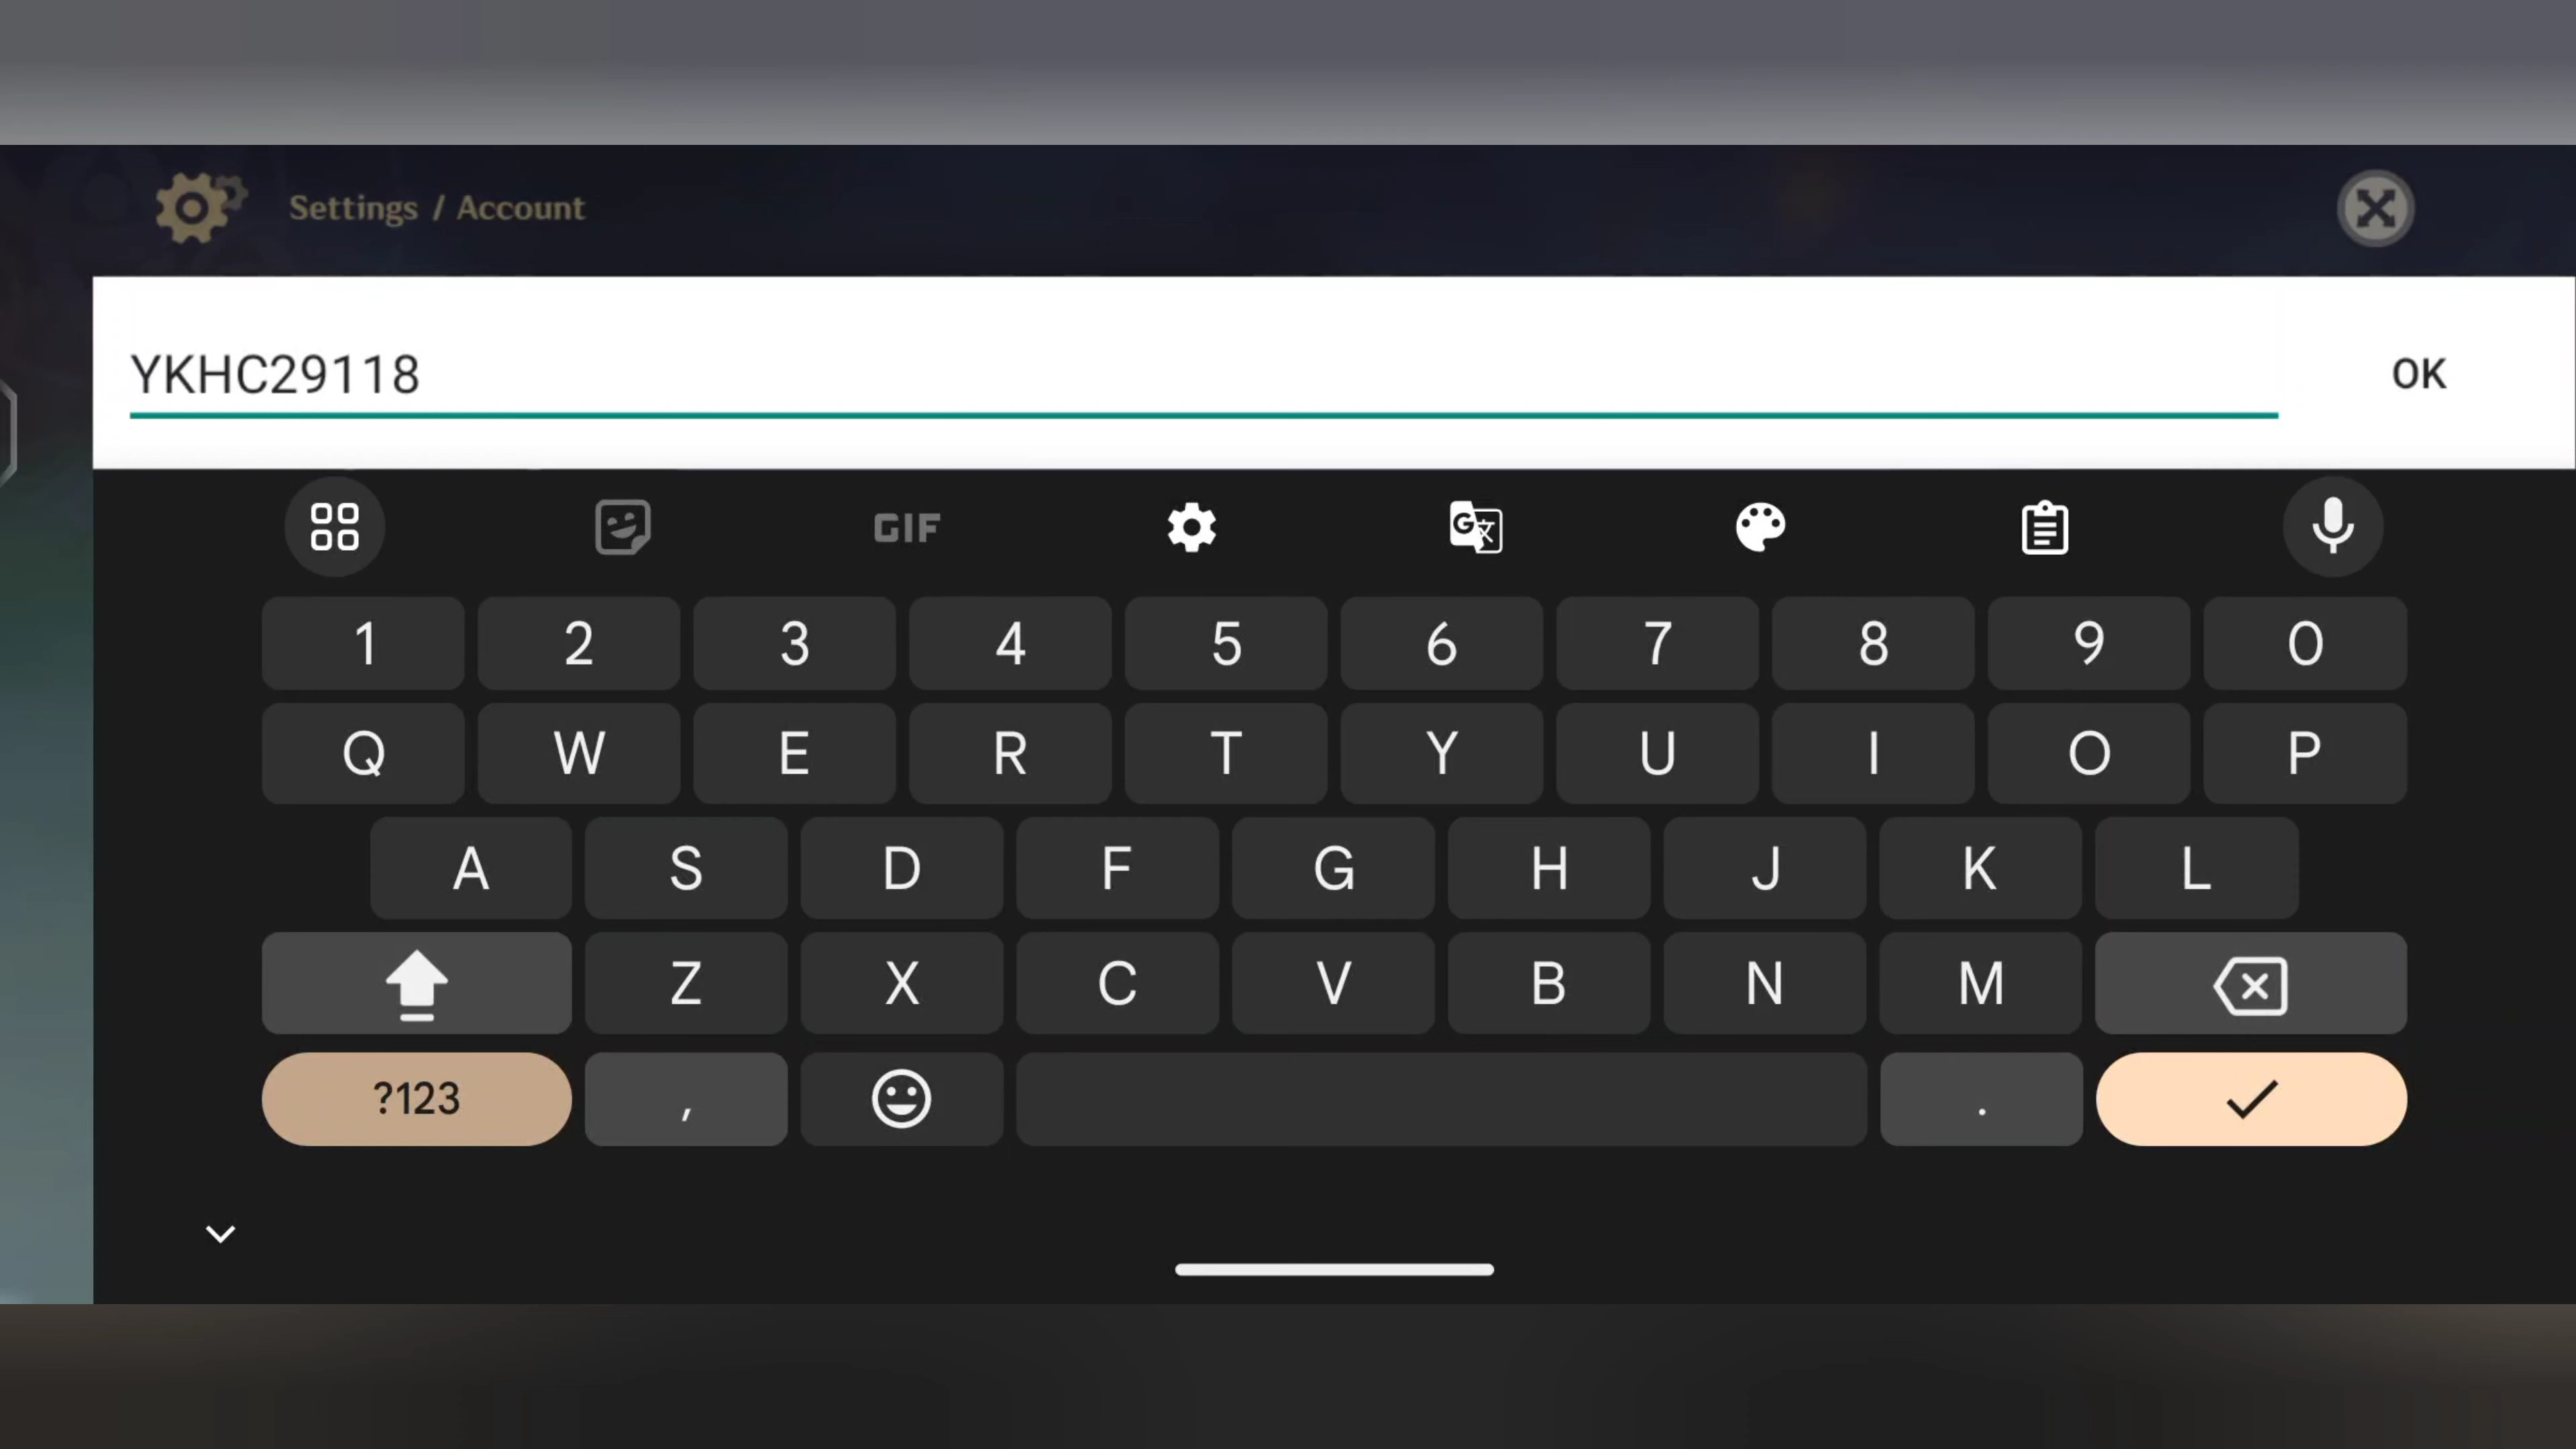 Settings / Account
YKHC29118
OK
GIF
1 2 3 4 5 6 7 8 9 0
Q W E R T Y U I O P
A S D F G H J K L
Z X C V B N M
?123 , .